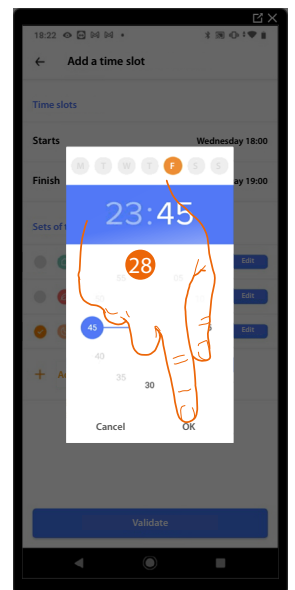 18:22
Add a time slot
Time slots
Starts Wednesday 18:00
M T W T F S S
Finish ay 19:00
23:45
Sets of t
28
55
Edit
Edit
45
Edit
40
35
30
Cancel OK
Validate